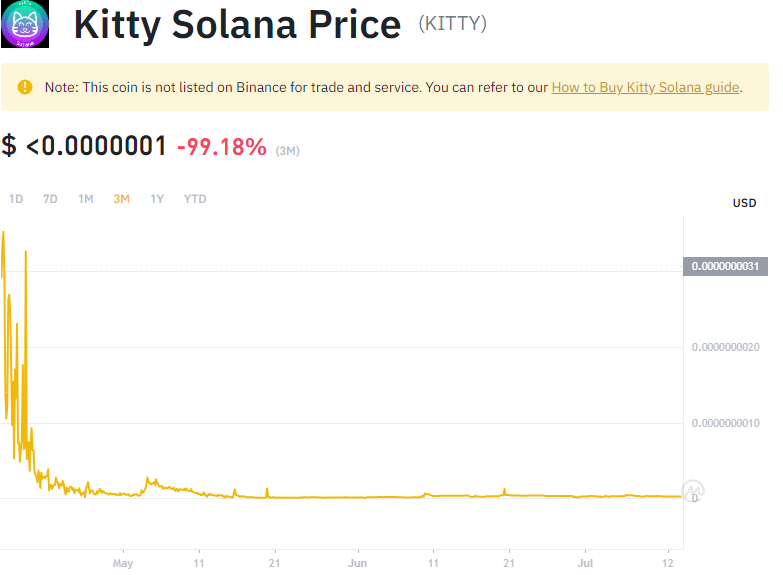 Kitty Solana Price (KITTY)
Note: This coin is not listed on Binance for trade and service. You can refer to our How to Buy Kitty Solana guide.
$ <0.0000001 -99.18% (3M)
1D 7D 1M 3M 1Y YTD
USD
0.0000000031
0.0000000020
0.0000000010
0
May 11 21 Jun 11 21 Jul 12